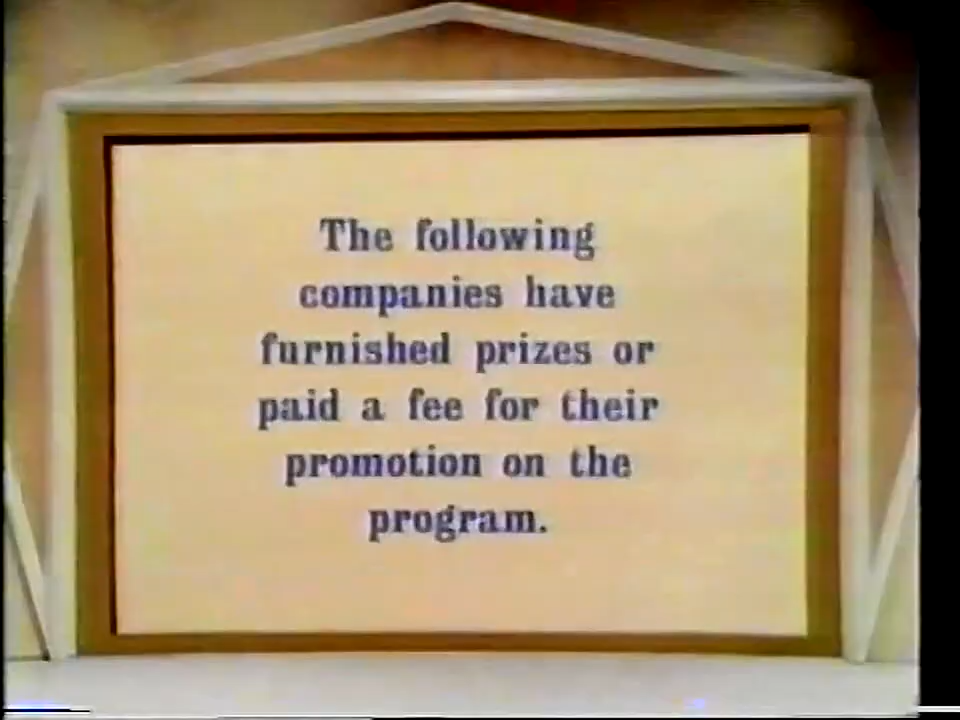 The following
companies have
furnished prizes or
paid a fee for their
promotion on the
program.